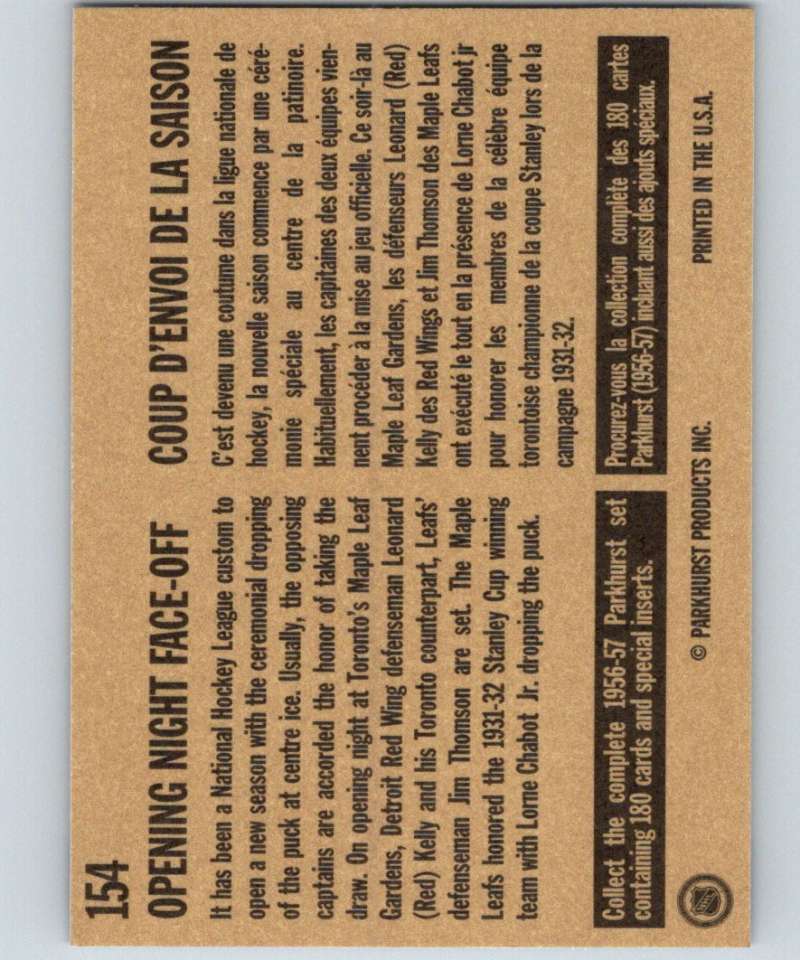 154
OPENING NIGHT FACE-OFF
It has been a National Hockey League custom to
open a new season with the ceremonial dropping
of the puck at centre ice. Usually, the opposing
captains are accorded the honor of taking the
draw. On opening night at Toronto's Maple Leaf
Gardens, Detroit Red Wing defenseman Leonard
(Red) Kelly and his Toronto counterpart, Leafs'
defenseman Jim Thomson are set. The Maple
Leafs honored the 1931-32 Stanley Cup winning
team with Lorne Chabot Jr. dropping the puck.
COUP D'ENVOI DE LA SAISON
C'est devenu une coutume dans la ligue nationale de
hockey, la nouvelle saison commence par une céré-
monie spéciale au centre de la patinoire.
Habituellement, les capitaines des deux équipes vien-
nent procéder à la mise au jeu officielle. Ce soir-là au
Maple Leaf Gardens, les défenseurs Leonard (Red)
Kelly des Red Wings et Jim Thomson des Maple Leafs
ont exécuté le tout en la présence de Lorne Chabot jr
pour honorer les membres de la célèbre équipe
torontoise championne de la coupe Stanley lors de la
campagne 1931-32.
Collect the complete 1956-57 Parkhurst set
containing 180 cards and special inserts.
Procurez-vous la collection complète des 180 cartes
Parkhurst (1956-57) incluant aussi des ajouts spéciaux.
© PARKHURST PRODUCTS INC.
PRINTED IN THE U.S.A.